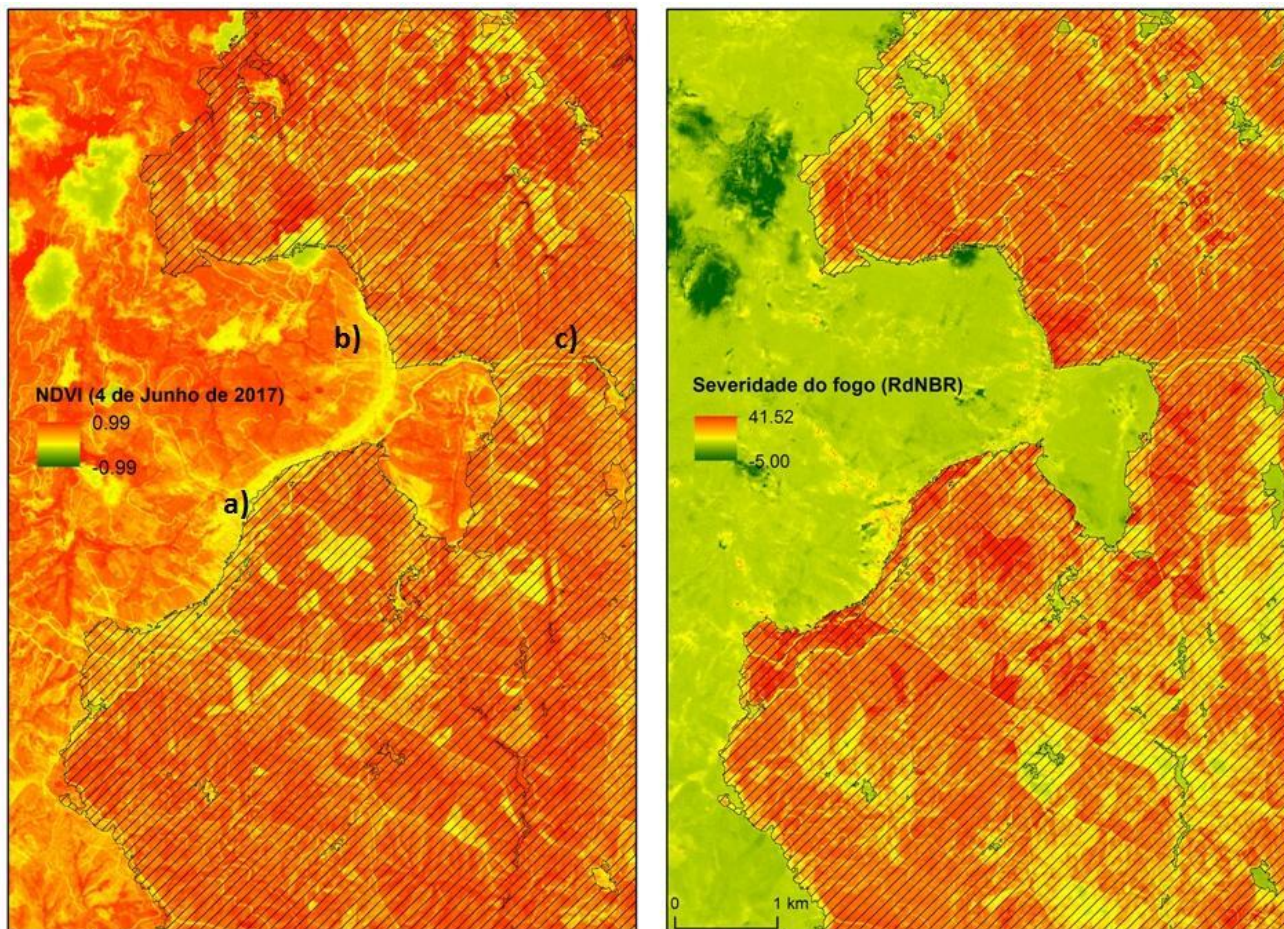 b)
c)
NDVI (4 de Junho de 2017)
0.99
-0.99
a)
Severidade do fogo (RdNBR)
41.52
-5.00
0
1 km